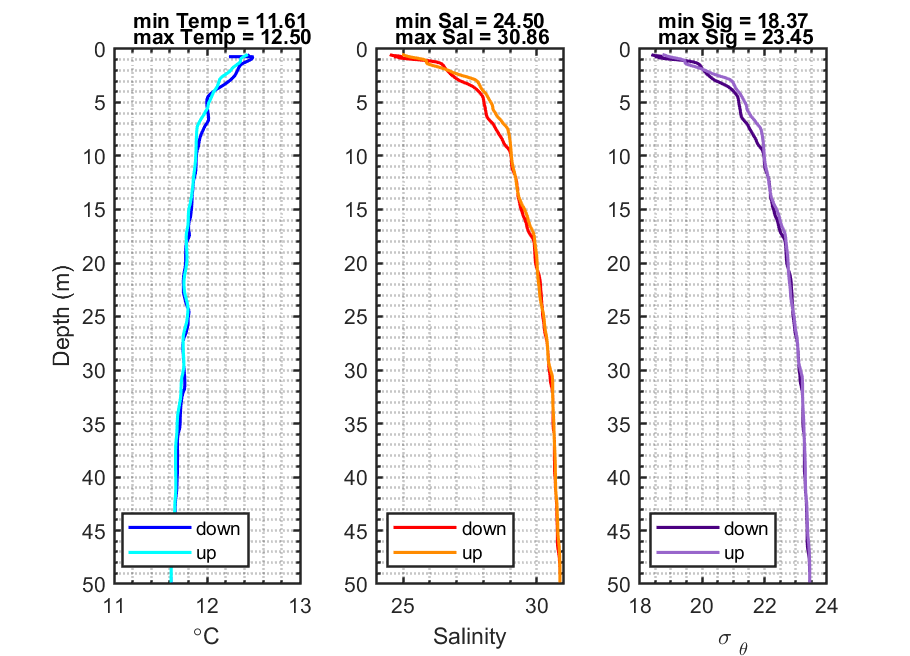 min Temp = 11.61
max Temp = 12.50
min Sal = 24.50
max Sal = 30.86
min Sig = 18.37
max Sig = 23.45
Depth (m)
0
5
10
15
20
25
30
35
40
45
50
down
up
11
12
13
°C
0
5
10
15
20
25
30
35
40
45
50
down
up
25
30
Salinity
0
5
10
15
20
25
30
35
40
45
50
down
up
18
20
22
24
σ θ